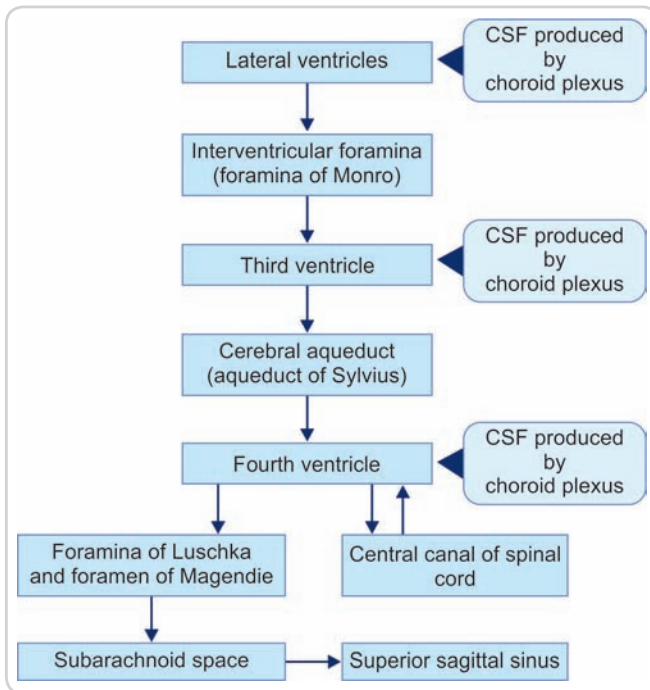 Lateral ventricles
CSF produced
by
choroid plexus
Interventricular foramina
(foramina of Monro)
Third ventricle
CSF produced
by
choroid plexus
Cerebral aqueduct
(aqueduct of Sylvius)
Fourth ventricle
CSF produced
by
choroid plexus
Foramina of Luschka
and foramen of Magendie
Central canal of spinal
cord
Subarachnoid space
Superior sagittal sinus